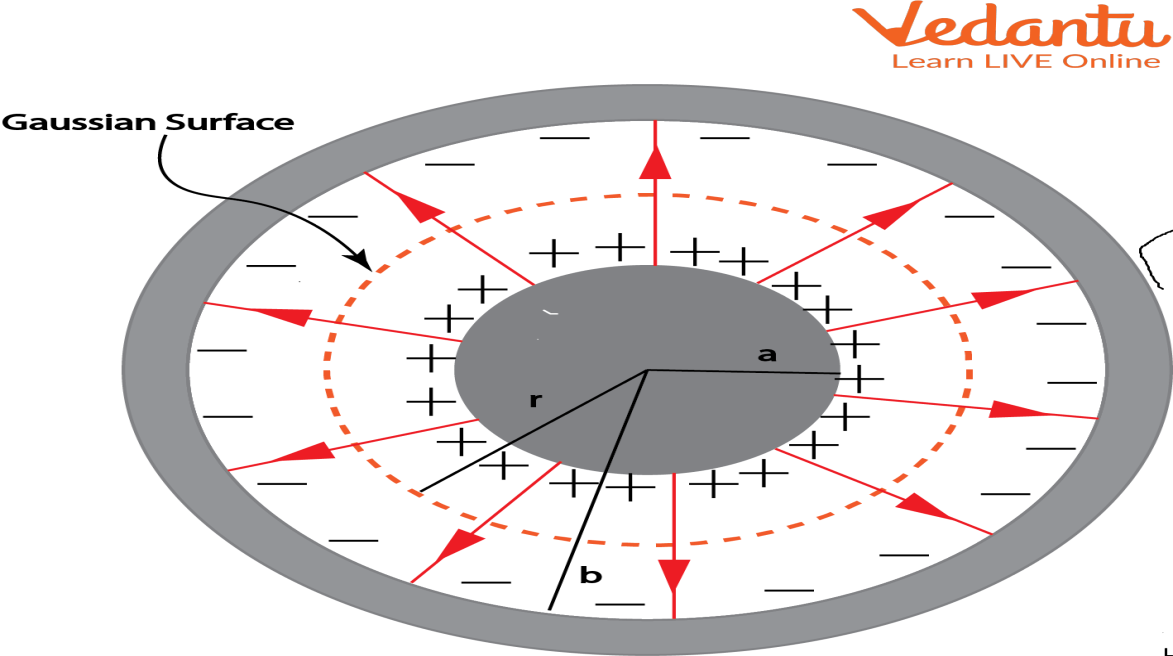 Vedantu
Learn LIVE Online
Gaussian Surface
a
r
b